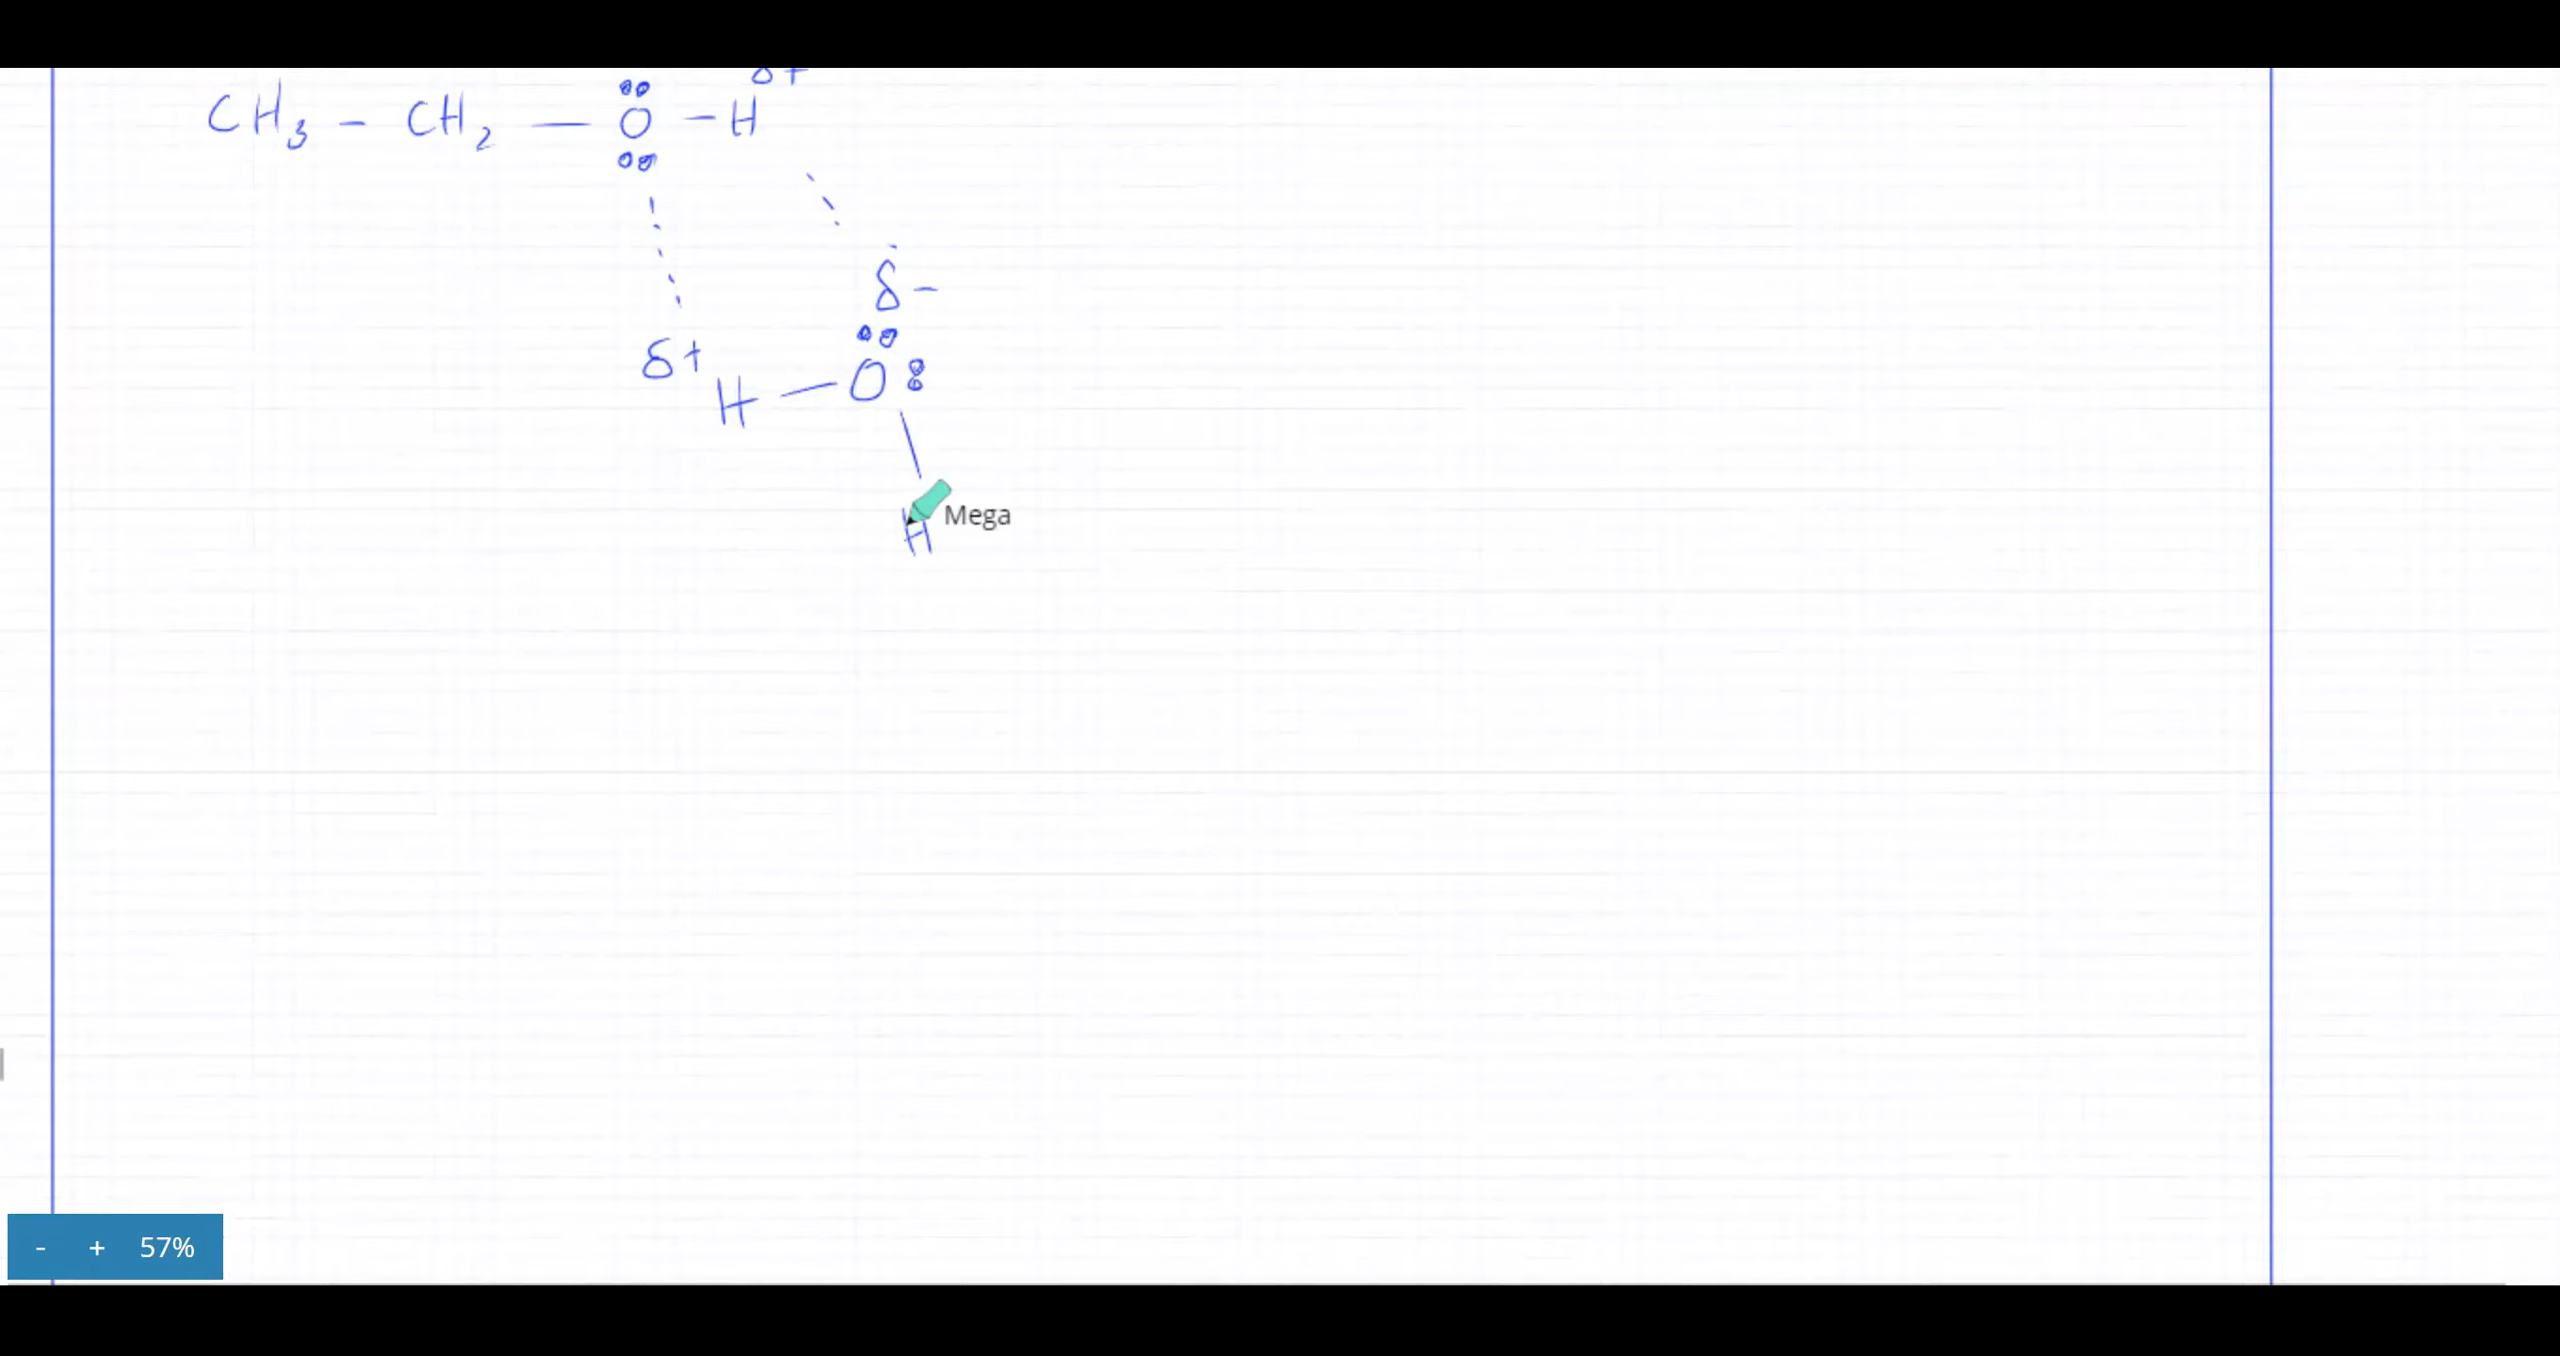 δ+
CH₃ - CH₂ — O - H
δ-
δ+
H — O
H
Mega
- + 57%